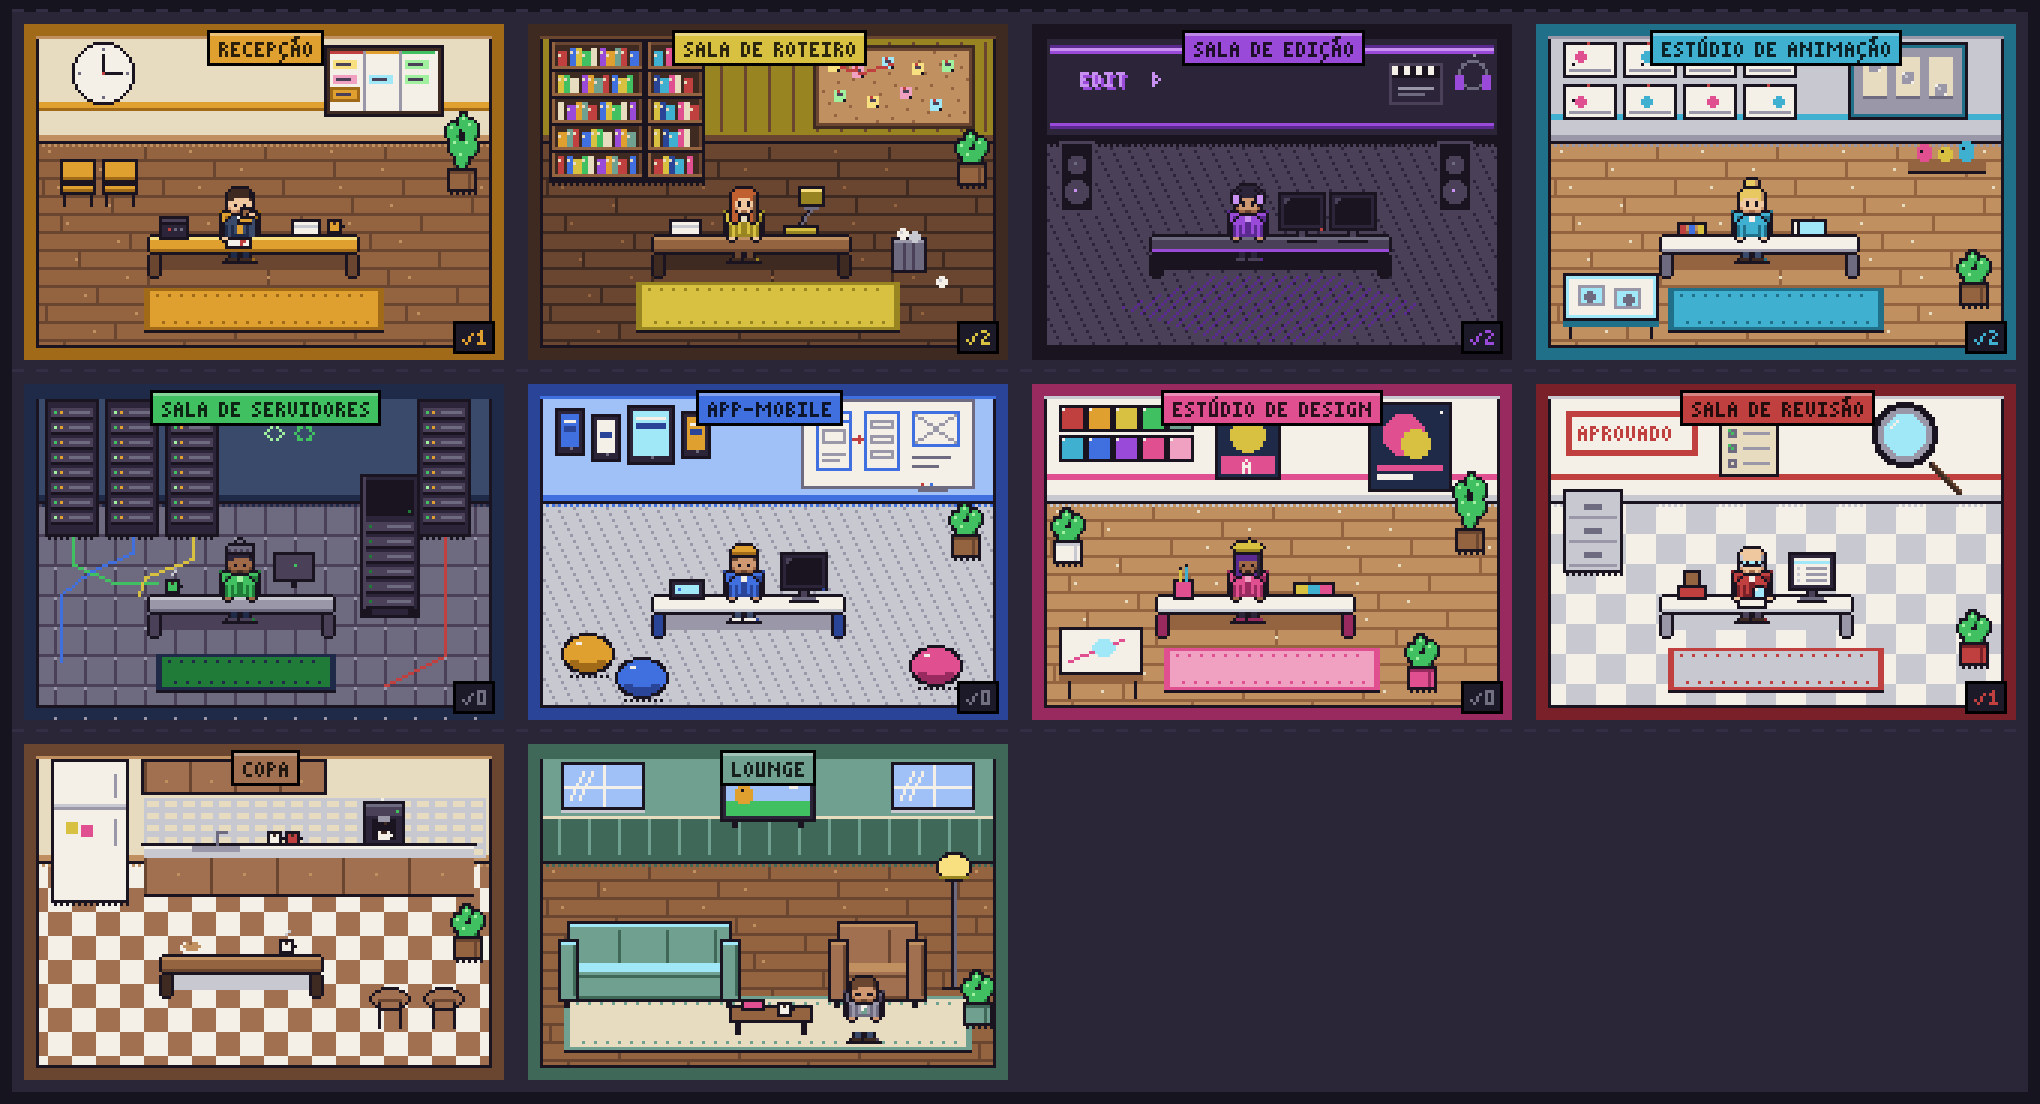 RECEPÇÃO
✓1
SALA DE ROTEIRO
✓2
SALA DE EDIÇÃO
EDIT
✓2
ESTÚDIO DE ANIMAÇÃO
✓2
SALA DE SERVIDORES
✓0
APP-MOBILE
✓0
ESTÚDIO DE DESIGN
A
✓0
SALA DE REVISÃO
APROVADO
✓1
COPA
LOUNGE